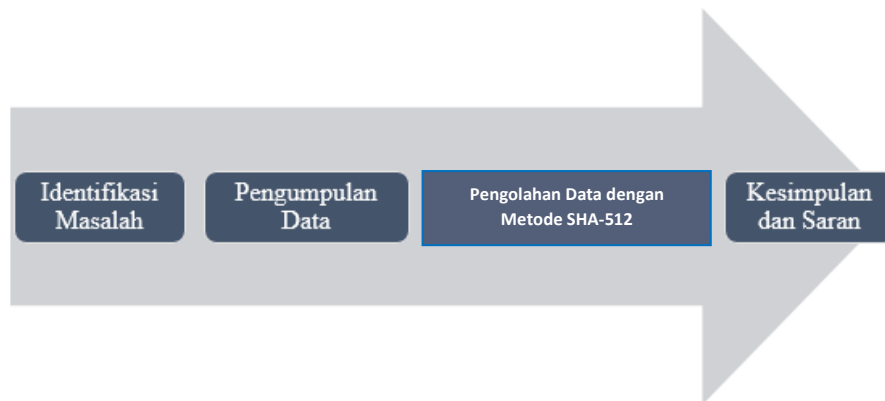 Identifikasi
Masalah
Pengumpulan
Data
Pengolahan Data dengan
Metode SHA-512
Kesimpulan
dan Saran